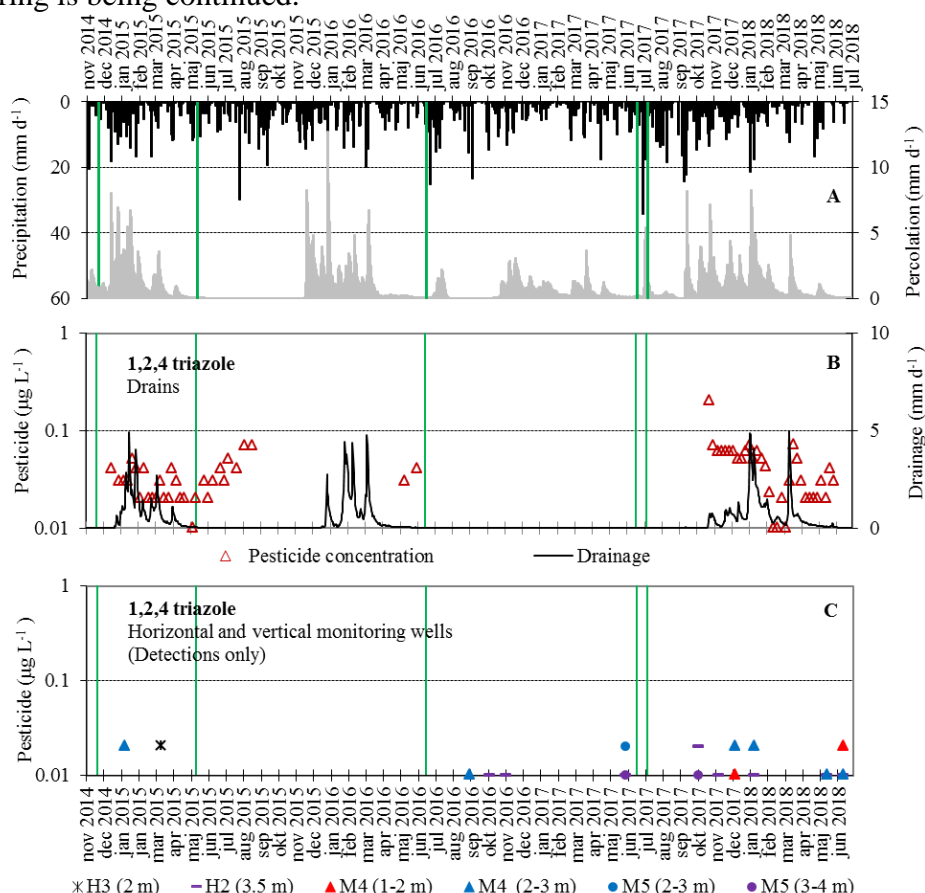 ring is being continued.
nov 2014
dec 2014
jan 2015
feb 2015
mar 2015
apr. 2015
maj 2015
jun 2015
jul 2015
aug 2015
sep 2015
okt 2015
nov 2015
dec 2015
jan 2016
feb 2016
mar 2016
apr. 2016
maj 2016
jun 2016
jul 2016
aug 2016
sep 2016
okt 2016
nov 2016
dec 2016
jan 2017
feb 2017
mar 2017
apr. 2017
maj 2017
jun 2017
jul 2017
aug 2017
sep 2017
okt 2017
nov 2017
dec 2017
jan 2018
feb 2018
mar 2018
apr. 2018
maj 2018
jun 2018
jul 2018
Precipitation (mm d-1)
0
20
40
60
A
15
10
5
0
Percolation (mm d-1)
Pesticide (µg L-1)
1
0.1
0.01
1,2,4 triazole
Drains
B
10
5
0
Drainage (mm d-1)
Pesticide concentration
Drainage
Pesticide (µg L-1)
1
0.1
0.01
1,2,4 triazole
Horizontal and vertical monitoring wells
(Detections only)
C
nov 2014
dec 2014
jan 2015
feb 2015
mar 2015
apr. 2015
maj 2015
jun 2015
jul 2015
aug 2015
sep 2015
okt 2015
nov 2015
dec 2015
jan 2016
feb 2016
mar 2016
apr. 2016
maj 2016
jun 2016
jul 2016
aug 2016
sep 2016
okt 2016
nov 2016
dec 2016
jan 2017
feb 2017
mar 2017
apr. 2017
maj 2017
jun 2017
jul 2017
aug 2017
sep 2017
okt 2017
nov 2017
dec 2017
jan 2018
feb 2018
mar 2018
apr. 2018
maj 2018
jun 2018
H3 (2 m) H2 (3.5 m) M4 (1-2 m) M4 (2-3 m) M5 (2-3 m) M5 (3-4 m)